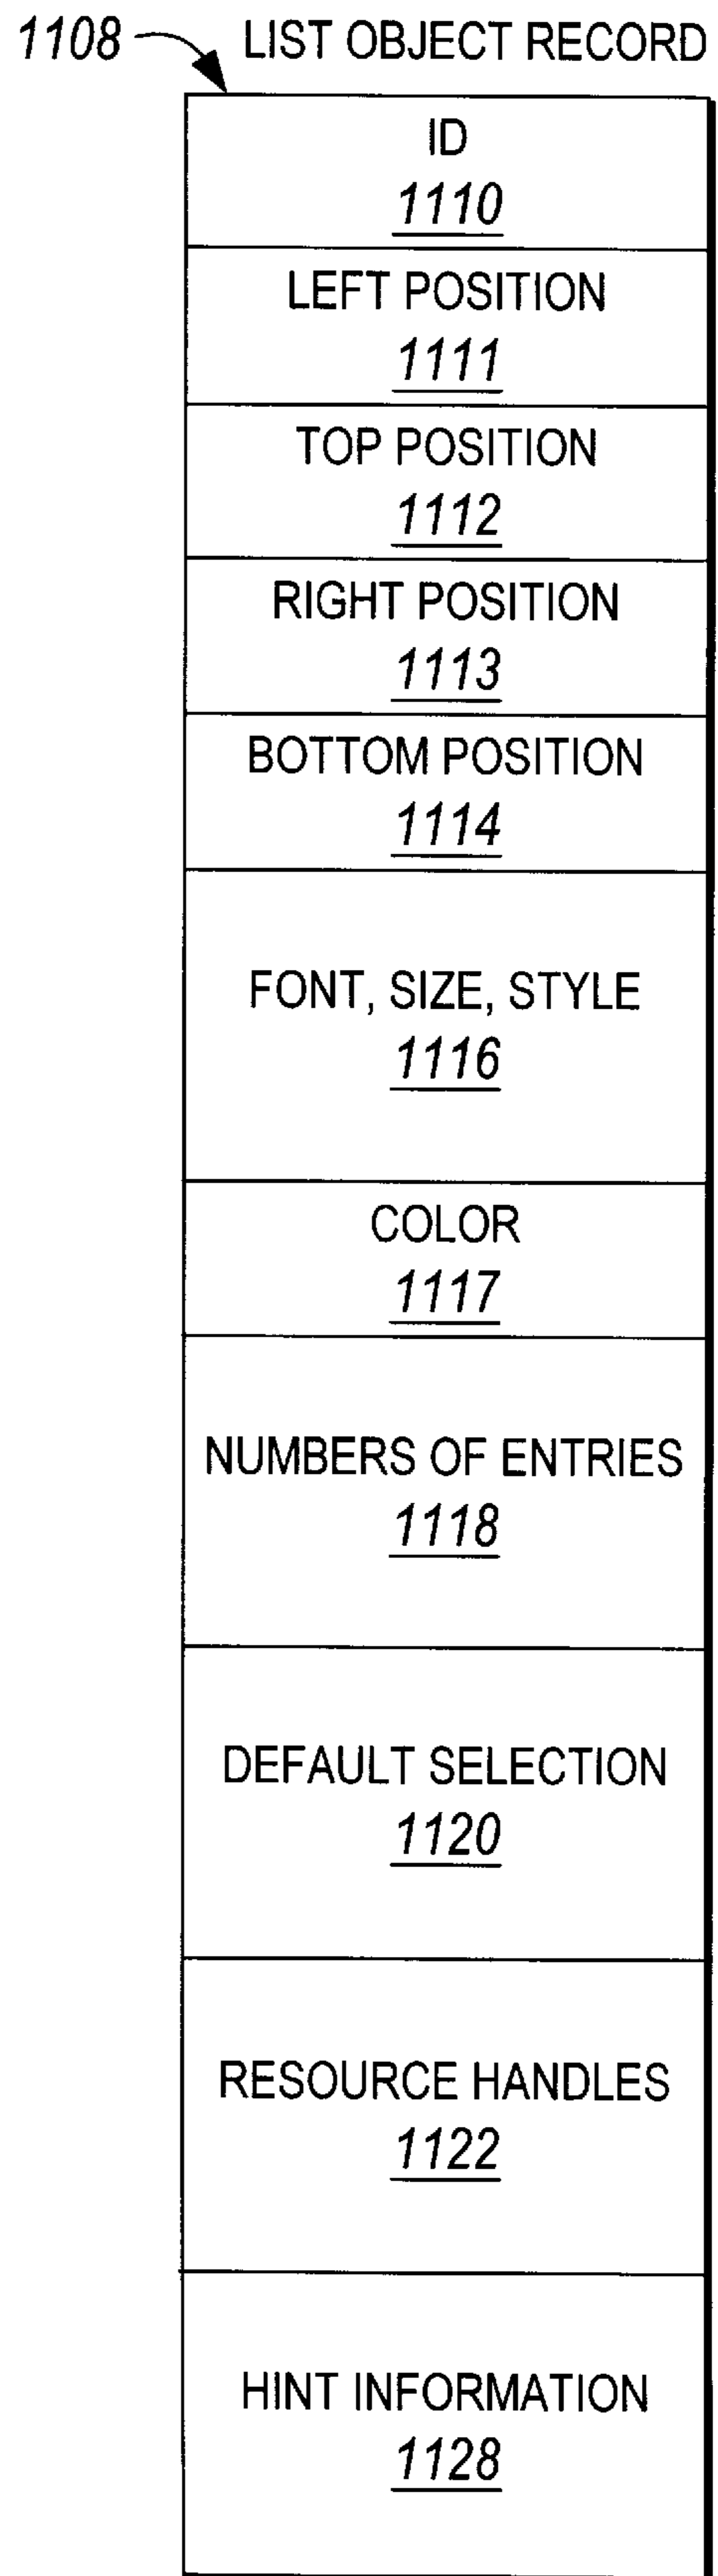 1108 LIST OBJECT RECORD
ID
1110
LEFT POSITION
1111
TOP POSITION
1112
RIGHT POSITION
1113
BOTTOM POSITION
1114
FONT, SIZE, STYLE
1116
COLOR
1117
NUMBERS OF ENTRIES
1118
DEFAULT SELECTION
1120
RESOURCE HANDLES
1122
HINT INFORMATION
1128